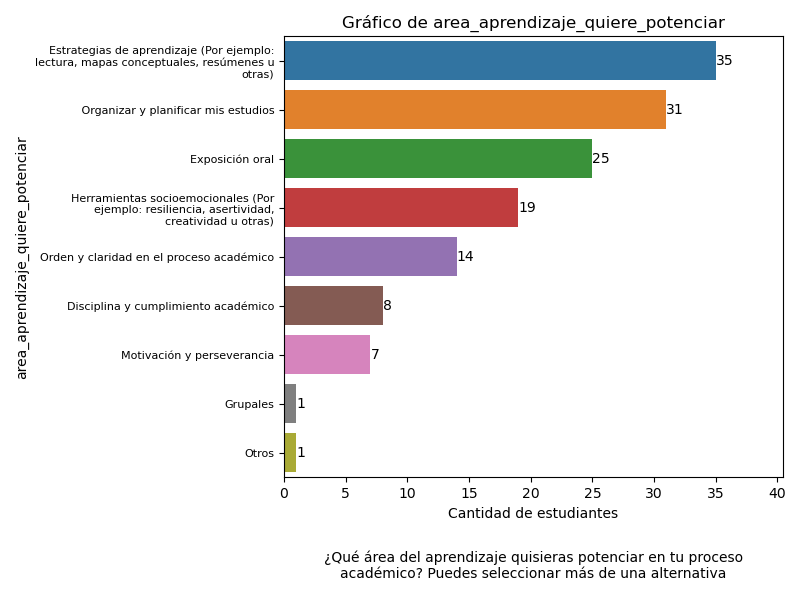 Gráfico de area_aprendizaje_quiere_potenciar
area_aprendizaje_quiere_potenciar
Estrategias de aprendizaje (Por ejemplo:
lectura, mapas conceptuales, resúmenes u
otras)
35
Organizar y planificar mis estudios
31
Exposición oral
25
Herramientas socioemocionales (Por
ejemplo: resiliencia, asertividad,
creatividad u otras)
19
Orden y claridad en el proceso académico
14
Disciplina y cumplimiento académico
8
Motivación y perseverancia
7
Grupales
1
Otros
1
0 5 10 15 20 25 30 35 40
Cantidad de estudiantes
¿Qué área del aprendizaje quisieras potenciar en tu proceso
académico? Puedes seleccionar más de una alternativa